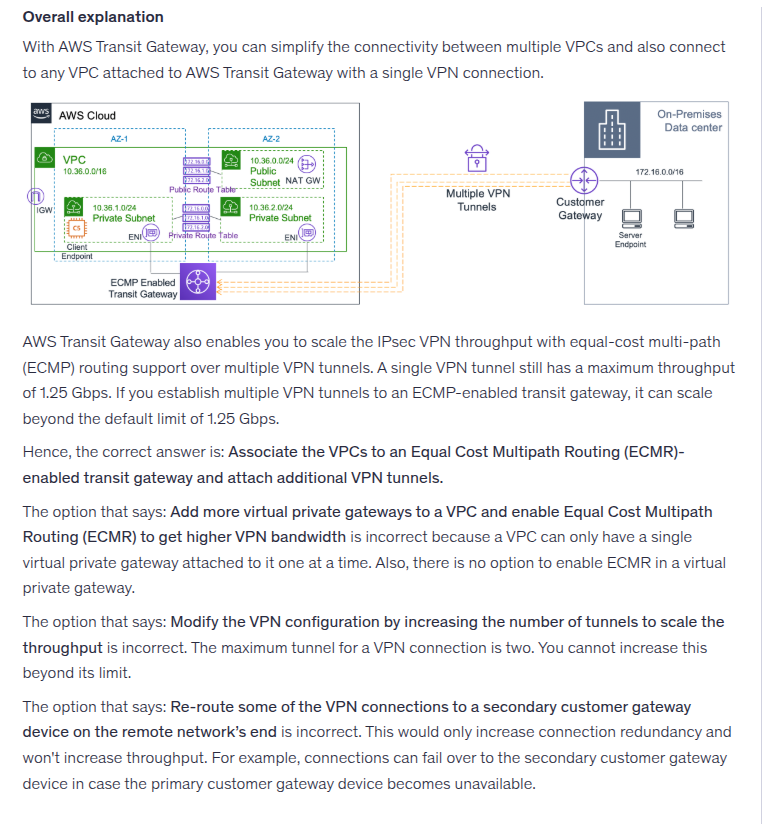 Overall explanation
With AWS Transit Gateway, you can simplify the connectivity between multiple VPCs and also connect
to any VPC attached to AWS Transit Gateway with a single VPN connection.
aws
AWS Cloud
AZ-1
AZ-2
VPC
10.36.0.0/16
10.36.0.0/24
Public
Subnet
NAT GW
Public Route Table
IGW
10.36.1.0/24
Private Subnet
10.36.2.0/24
Private Subnet
ENI
Private Route Table
ENI
Client
Endpoint
ECMP Enabled
Transit Gateway
Multiple VPN
Tunnels
On-Premises
Data center
172.16.0.0/16
Customer
Gateway
Server
Endpoint
AWS Transit Gateway also enables you to scale the IPsec VPN throughput with equal-cost multi-path
(ECMP) routing support over multiple VPN tunnels. A single VPN tunnel still has a maximum throughput
of 1.25 Gbps. If you establish multiple VPN tunnels to an ECMP-enabled transit gateway, it can scale
beyond the default limit of 1.25 Gbps.
Hence, the correct answer is: Associate the VPCs to an Equal Cost Multipath Routing (ECMR)-
enabled transit gateway and attach additional VPN tunnels.
The option that says: Add more virtual private gateways to a VPC and enable Equal Cost Multipath
Routing (ECMR) to get higher VPN bandwidth is incorrect because a VPC can only have a single
virtual private gateway attached to it one at a time. Also, there is no option to enable ECMR in a virtual
private gateway.
The option that says: Modify the VPN configuration by increasing the number of tunnels to scale the
throughput is incorrect. The maximum tunnel for a VPN connection is two. You cannot increase this
beyond its limit.
The option that says: Re-route some of the VPN connections to a secondary customer gateway
device on the remote network's end is incorrect. This would only increase connection redundancy and
won't increase throughput. For example, connections can fail over to the secondary customer gateway
device in case the primary customer gateway device becomes unavailable.